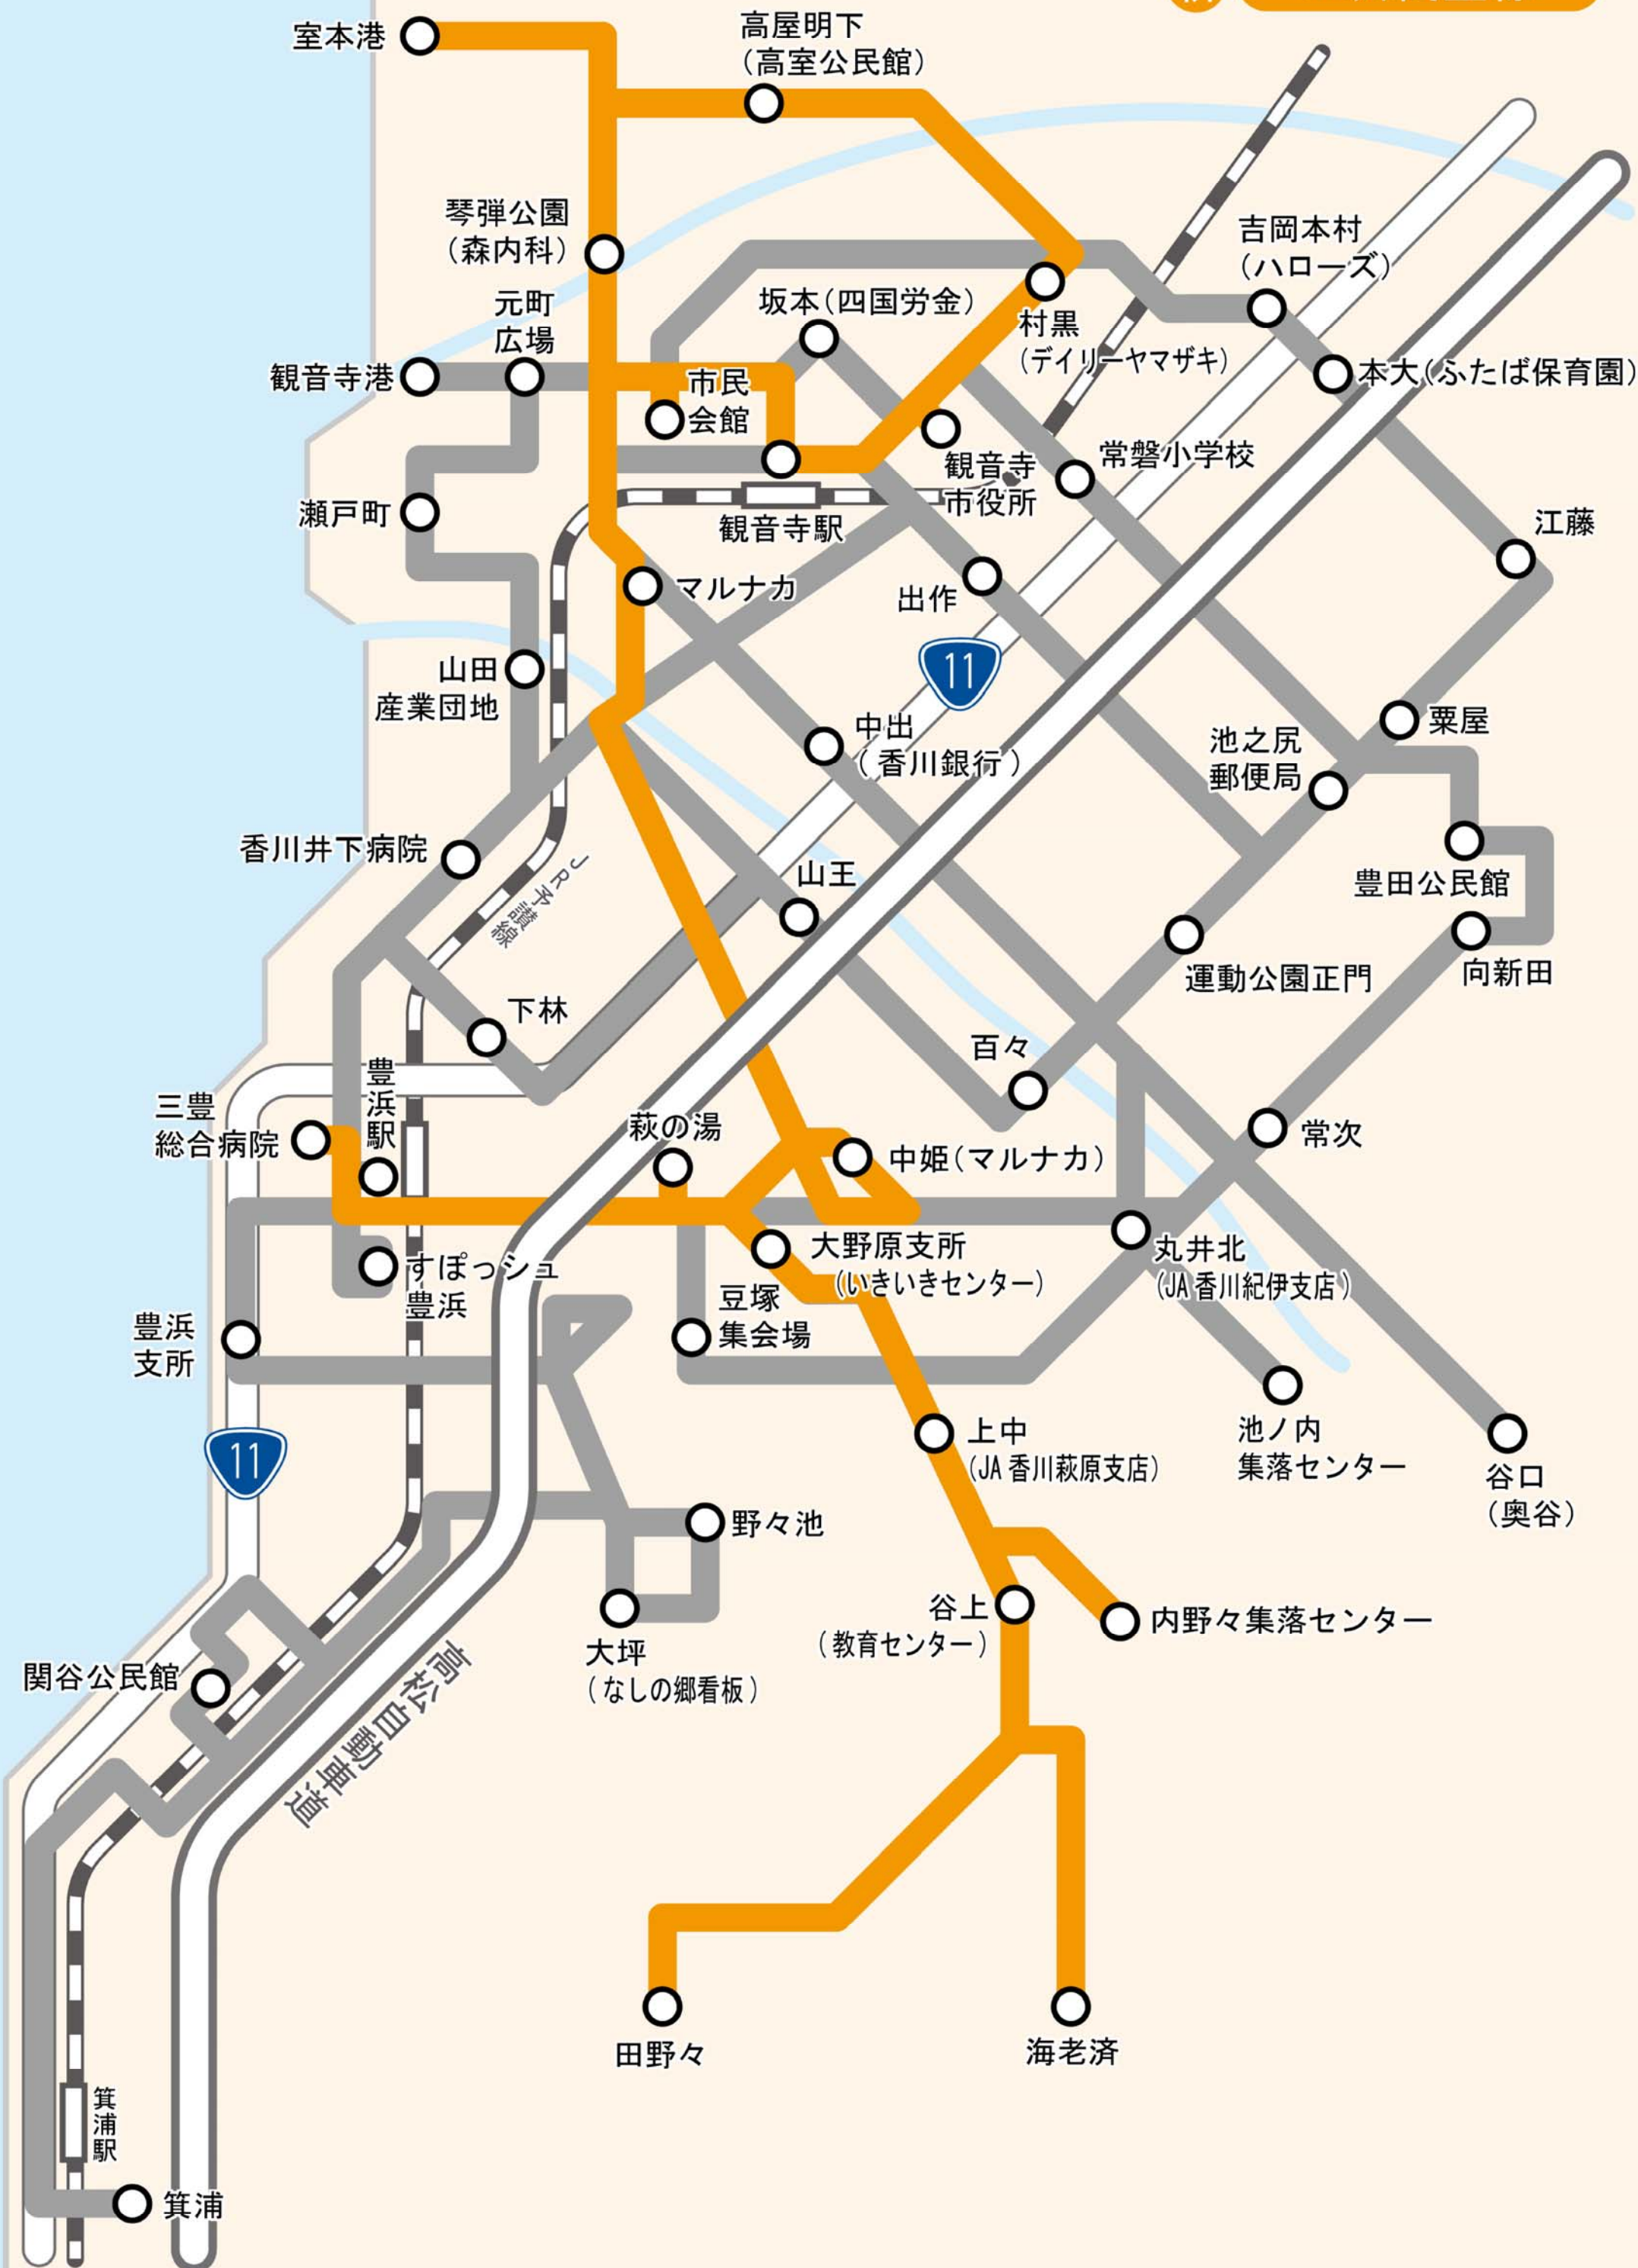 室本港
高屋明下
（高室公民館）
琴弾公園
（森内科）
吉岡本村
（ハローズ）
元町
広場
坂本（四国労金）
村黒
（デイリーヤマザキ）
観音寺港
市民
会館
本大（ふたば保育園）
観音寺
市役所
常磐小学校
瀬戸町
観音寺駅
江藤
マルナカ
出作
11
山田
産業団地
中出
（香川銀行）
池之尻
郵便局
粟屋
香川井下病院
JR予讃線
山王
豊田公民館
運動公園正門
向新田
下林
百々
豊浜駅
三豊
総合病院
萩の湯
中姫（マルナカ）
常次
大野原支所
（いきいきセンター）
丸井北
（JA香川紀伊支店）
すぽっシュ
豊浜
豆塚
集会場
豊浜
支所
上中
（JA香川萩原支店）
池ノ内
集落センター
11
谷口
（奥谷）
野々池
谷上
（教育センター）
内野々集落センター
大坪
（なしの郷看板）
関谷公民館
高松自動車道
田野々
海老済
箕浦駅
箕浦